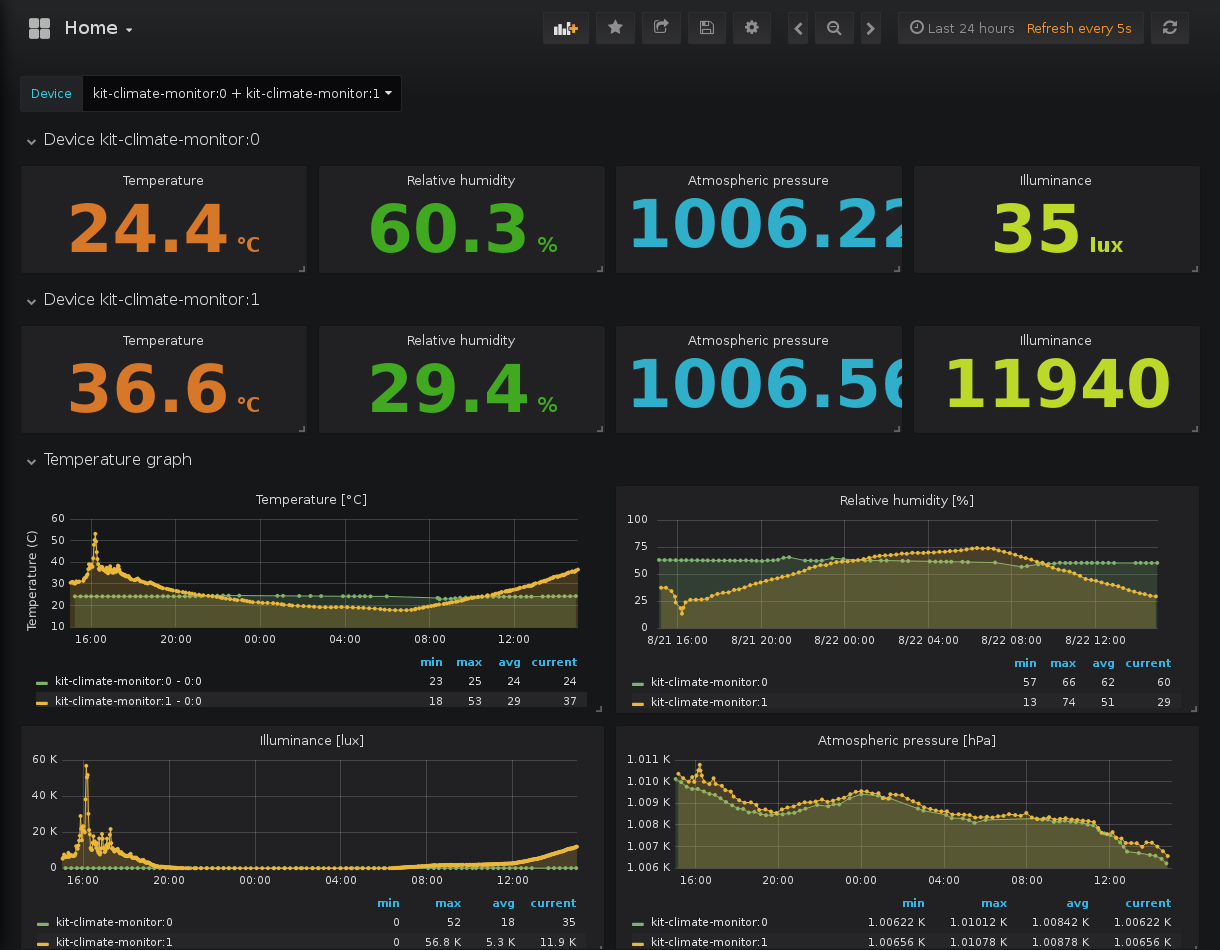 Home
Last 24 hours Refresh every 5s
Device kit-climate-monitor:0 + kit-climate-monitor:1
Device kit-climate-monitor:0
Temperature Relative humidity Atmospheric pressure Illuminance
24.4 °C 60.3 % 1006.22 35 lux
Device kit-climate-monitor:1
Temperature Relative humidity Atmospheric pressure Illuminance
36.6 °C 29.4 % 1006.56 11940
Temperature graph
Temperature [°C]
Temperature (C)
60
50
40
30
20
10
16:00 20:00 00:00 04:00 08:00 12:00
min max avg current
kit-climate-monitor:0 - 0:0 23 25 24 24
kit-climate-monitor:1 - 0:0 18 53 29 37
Relative humidity [%]
100
75
50
25
0
8/21 16:00 8/21 20:00 8/22 00:00 8/22 04:00 8/22 08:00 8/22 12:00
min max avg current
kit-climate-monitor:0 57 66 62 60
kit-climate-monitor:1 13 74 51 29
Illuminance [lux]
60 K
40 K
20 K
0
16:00 20:00 00:00 04:00 08:00 12:00
min max avg current
kit-climate-monitor:0 0 52 18 35
kit-climate-monitor:1 0 56.8 K 5.3 K 11.9 K
Atmospheric pressure [hPa]
1.011 K
1.010 K
1.009 K
1.008 K
1.007 K
1.006 K
16:00 20:00 00:00 04:00 08:00 12:00
min max avg current
kit-climate-monitor:0 1.00622 K 1.01012 K 1.00842 K 1.00622 K
kit-climate-monitor:1 1.00656 K 1.01078 K 1.00878 K 1.00656 K